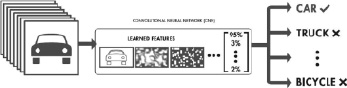 CONVOLUTIONAL NEURAL NETWORK (CNN)
LEARNED FEATURES
95%
3%
2%
CAR ✓
TRUCK ×
BICYCLE ×